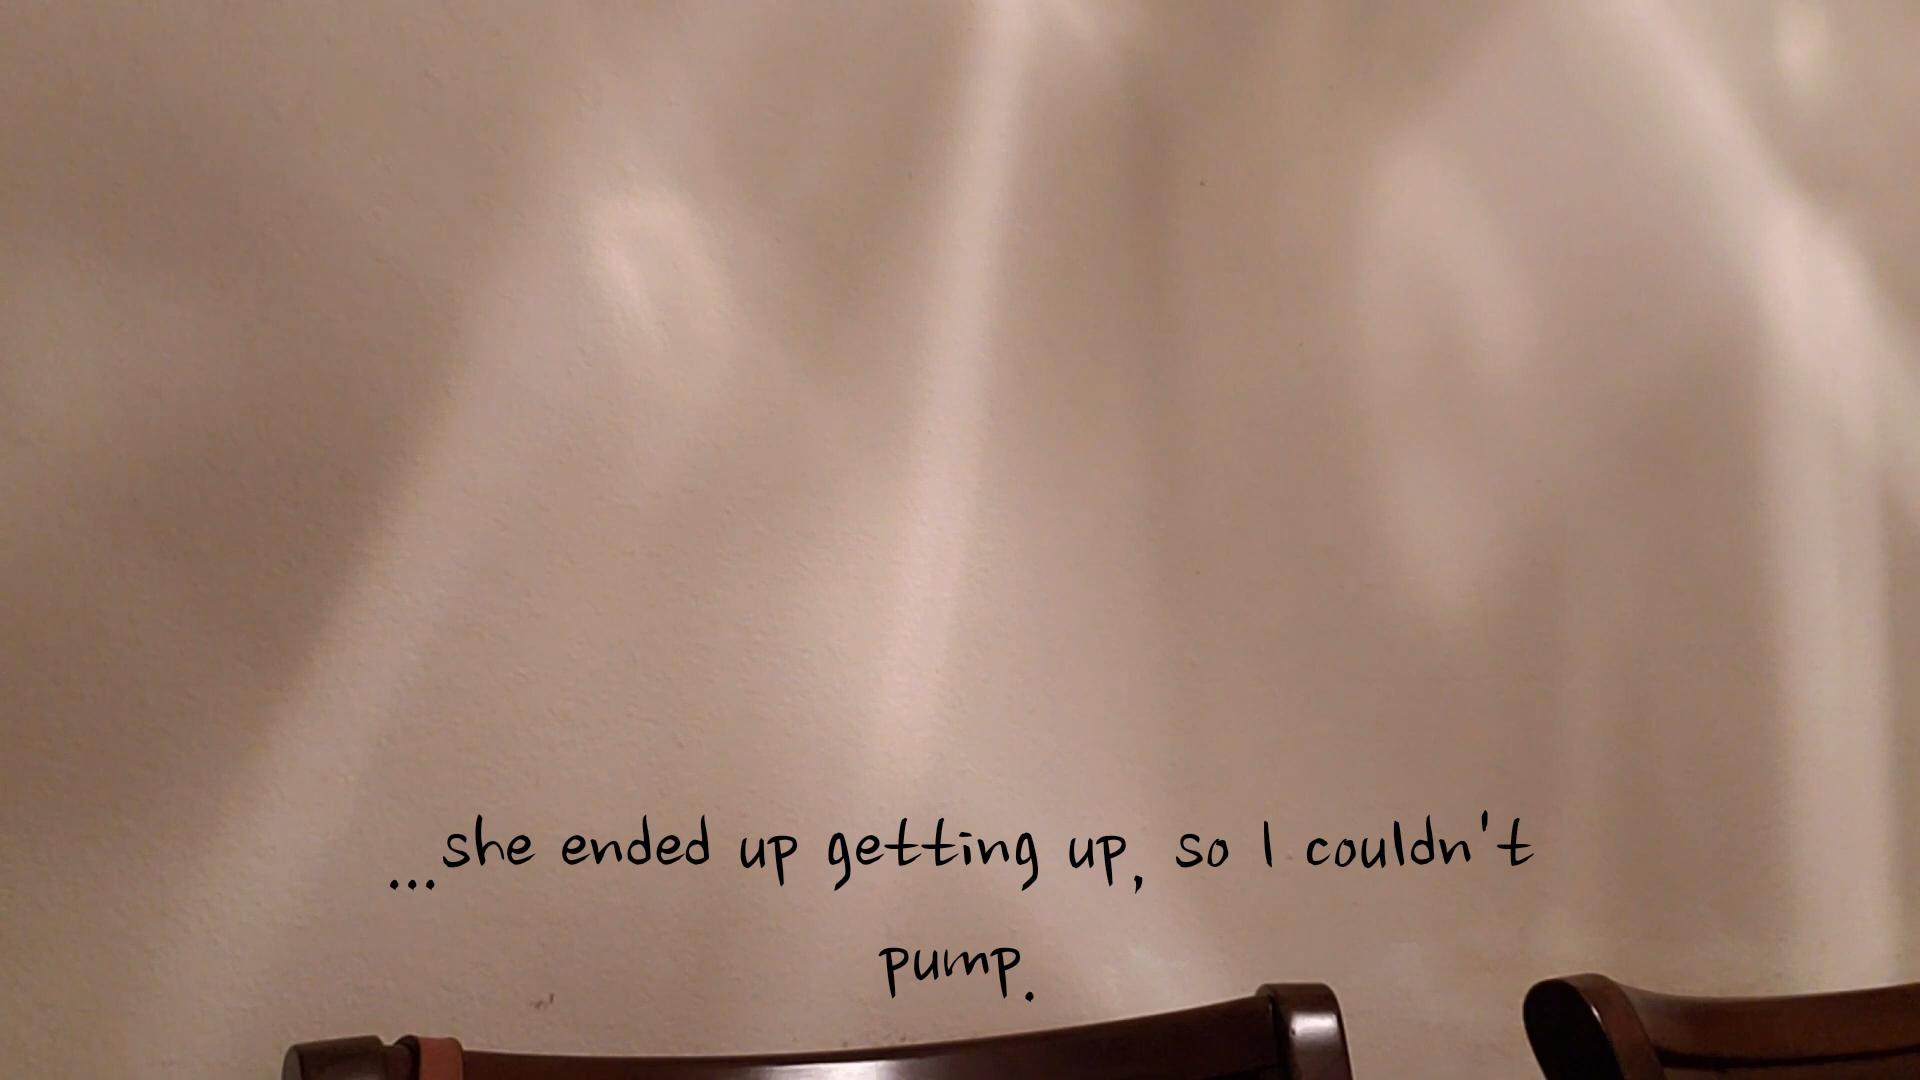 ...she ended up getting up, so I couldn't
pump.